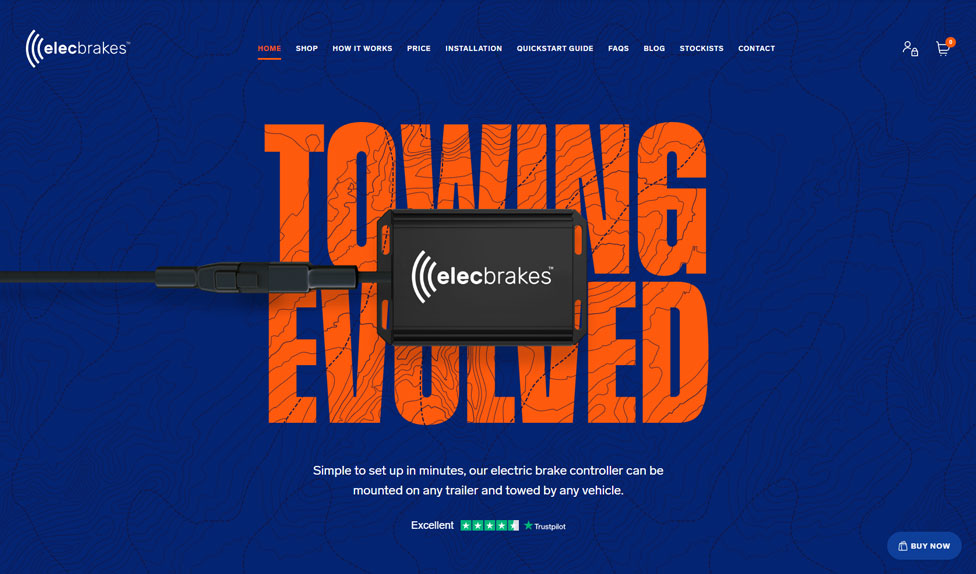 elecbrakes™
HOME SHOP HOW IT WORKS PRICE INSTALLATION QUICKSTART GUIDE FAQS BLOG STOCKISTS CONTACT
0
TOWING
elecbrakes™
EVOLVED
Simple to set up in minutes, our electric brake controller can be
mounted on any trailer and towed by any vehicle.
Excellent Trustpilot
BUY NOW